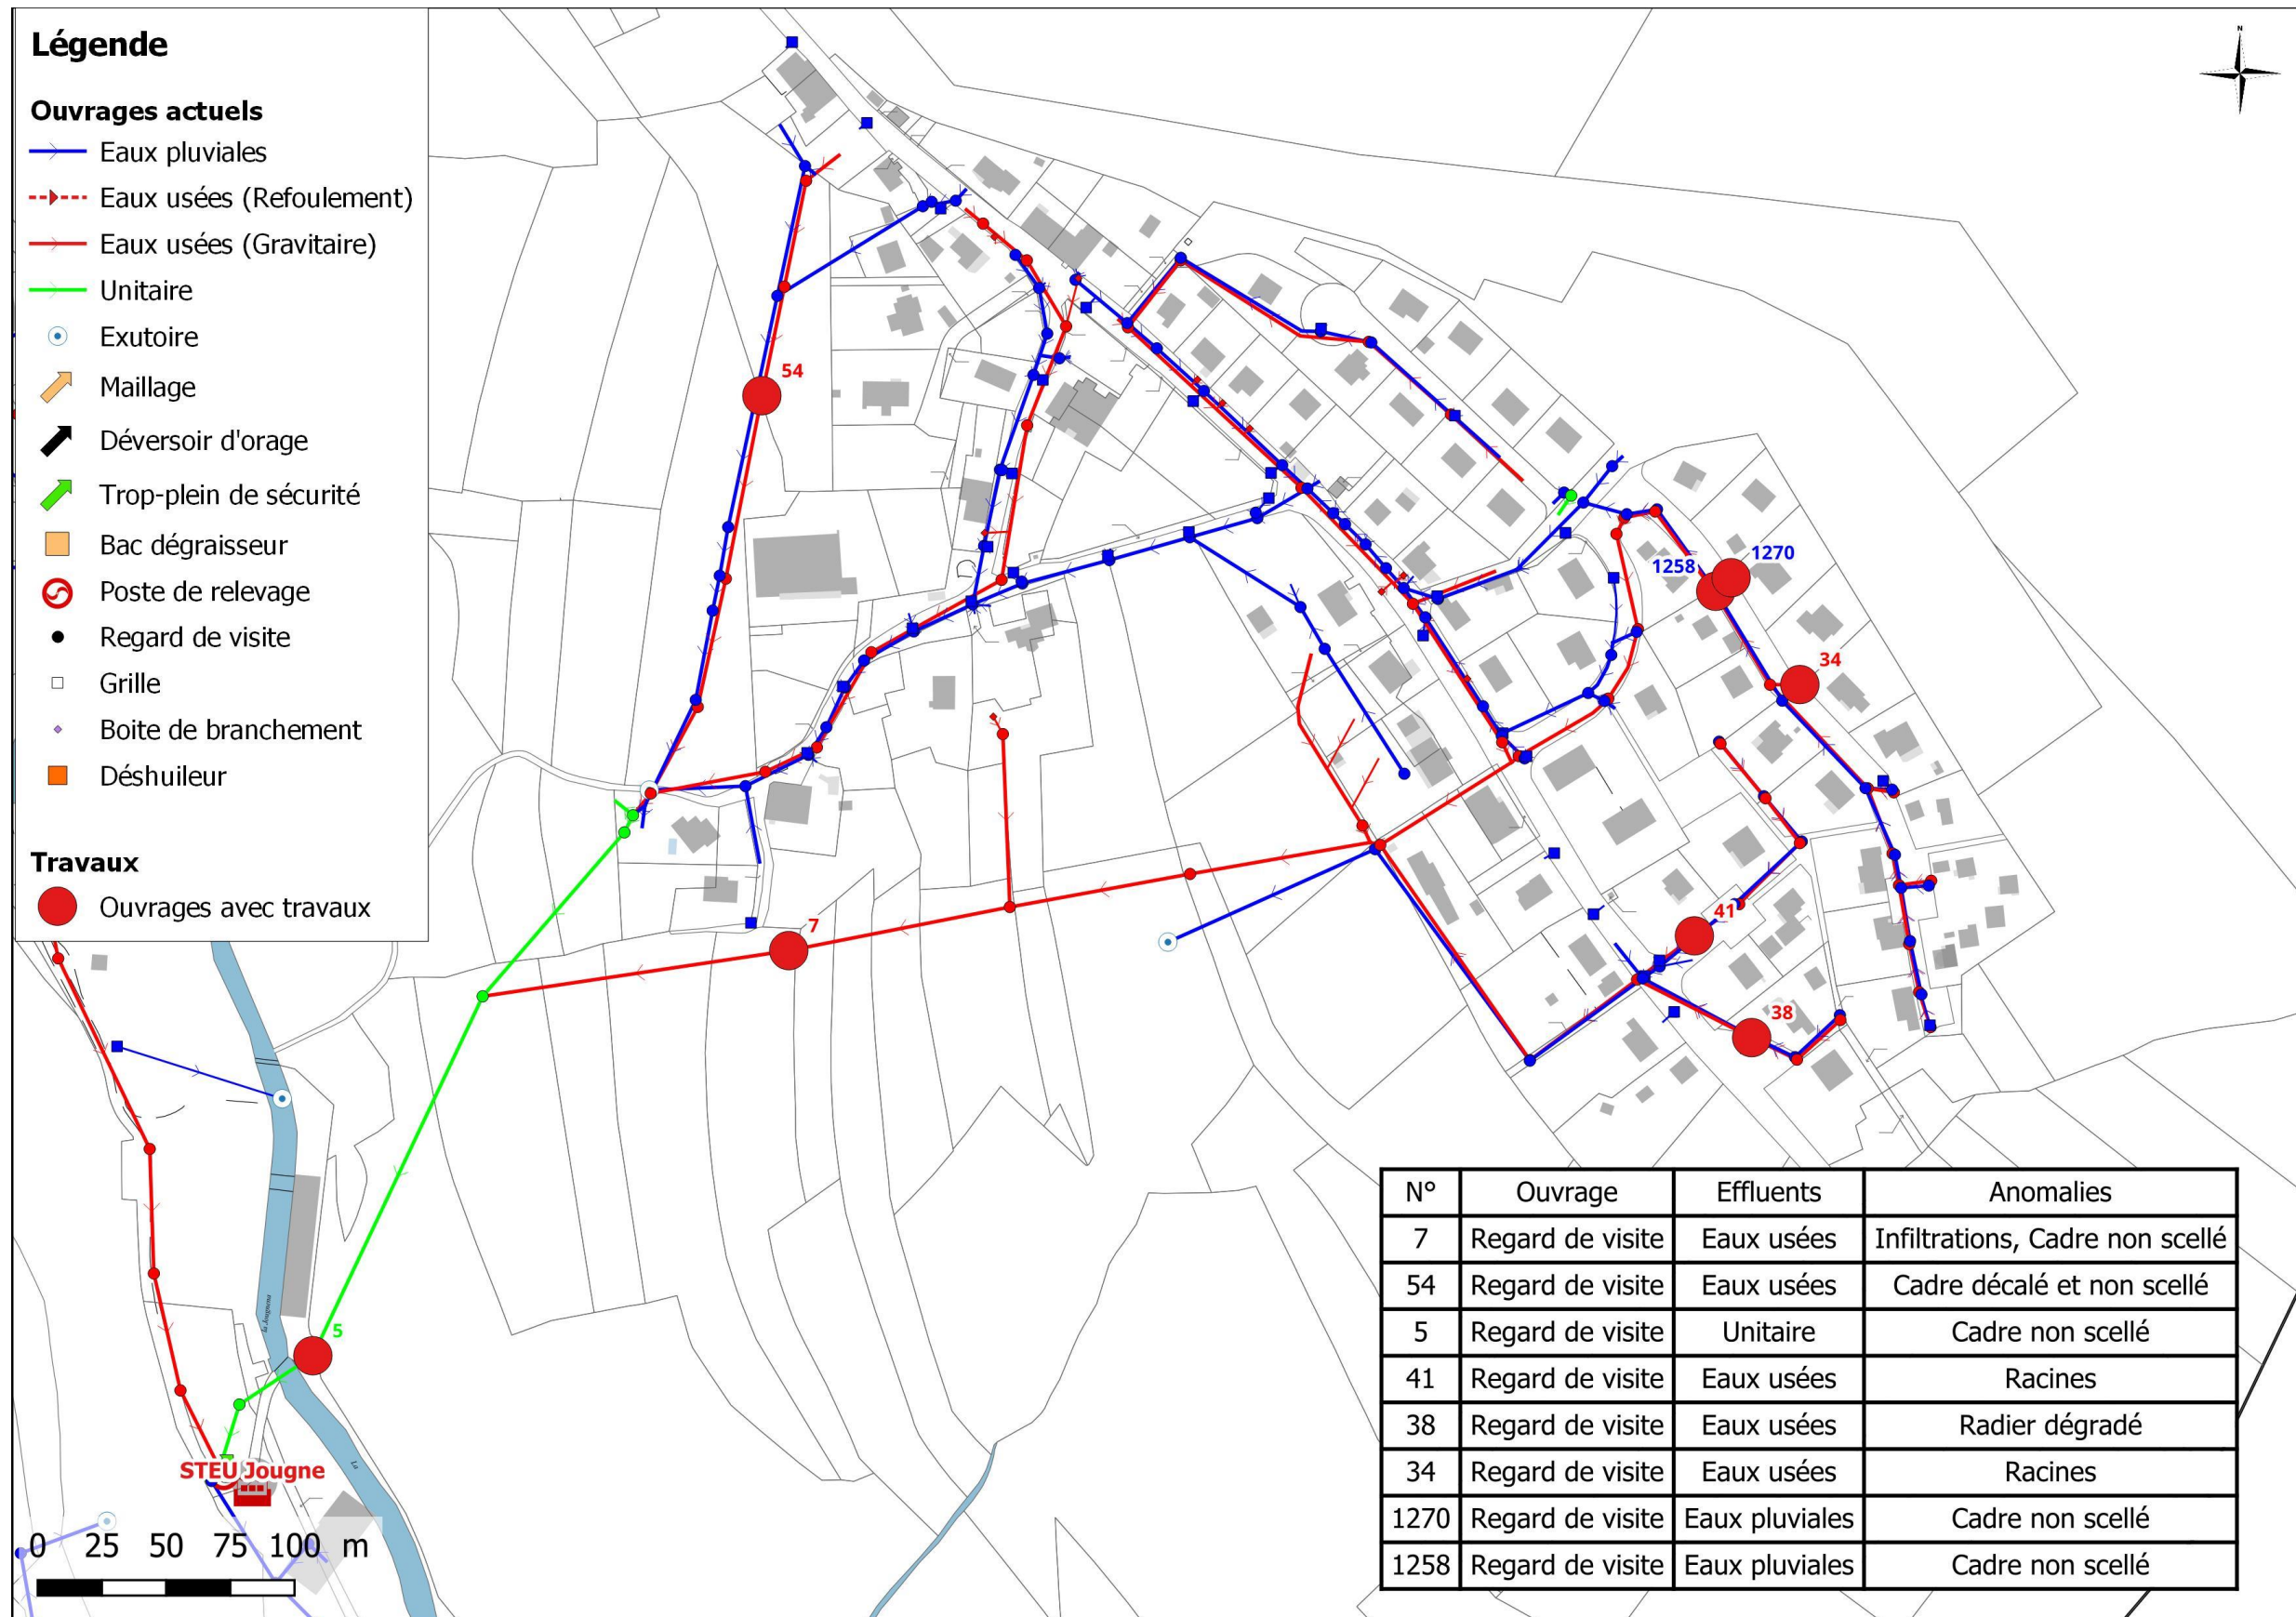 Légende
N
Ouvrages actuels
Eaux pluviales
Eaux usées (Refoulement)
Eaux usées (Gravitaire)
Unitaire
Exutoire
Maillage
Déversoir d'orage
Trop-plein de sécurité
Bac dégraisseur
Poste de relevage
Regard de visite
Grille
Boite de branchement
Déshuileur
Travaux
Ouvrages avec travaux
54
1270
1258
34
41
7
38
5
La
STEU Jougne
0 25 50 75 100 m
N° Ouvrage Effluents Anomalies
7 Regard de visite Eaux usées Infiltrations, Cadre non scellé
54 Regard de visite Eaux usées Cadre décalé et non scellé
5 Regard de visite Unitaire Cadre non scellé
41 Regard de visite Eaux usées Racines
38 Regard de visite Eaux usées Radier dégradé
34 Regard de visite Eaux usées Racines
1270 Regard de visite Eaux pluviales Cadre non scellé
1258 Regard de visite Eaux pluviales Cadre non scellé